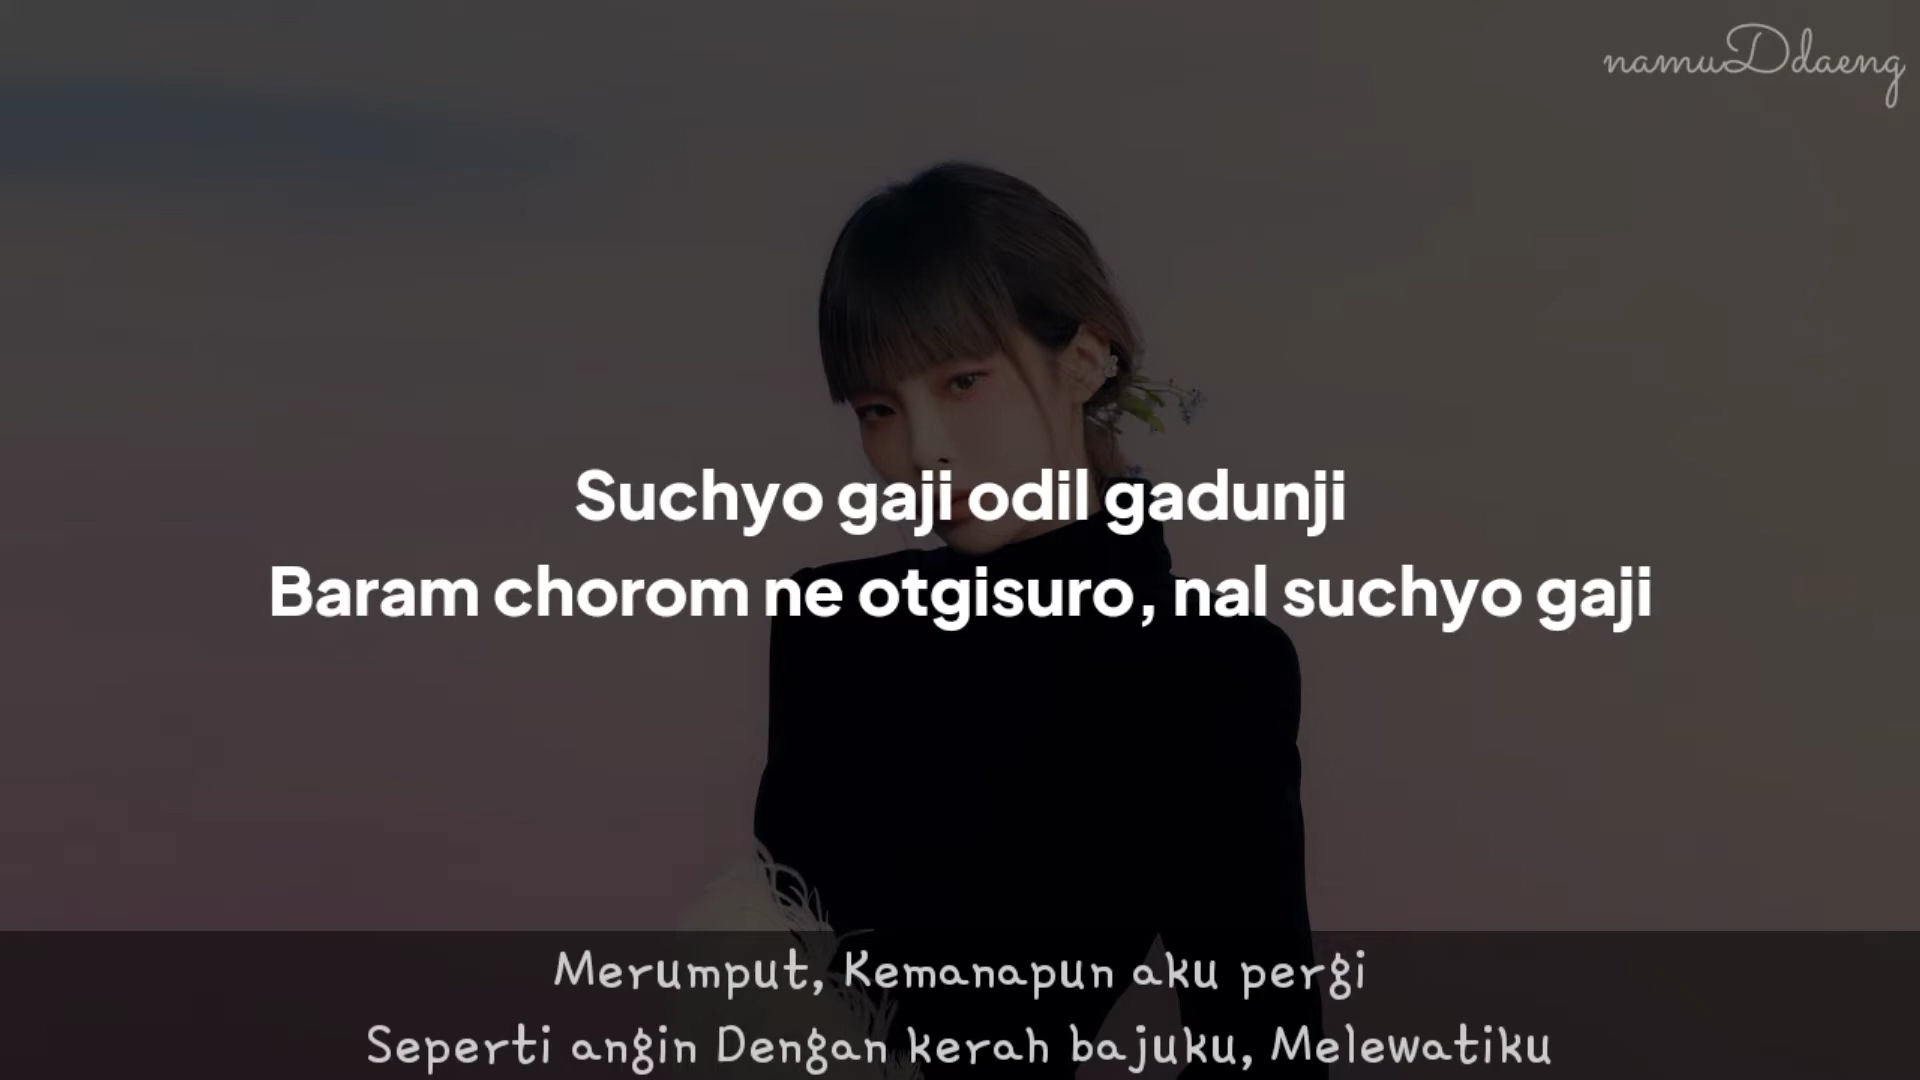 namuDdaeng
Suchyo gaji odil gadunji
Baram chorom ne otgisuro, nal suchyo gaji
Merumput, Kemanapun aku pergi
Seperti angin Dengan kerah bajuku, Melewatiku